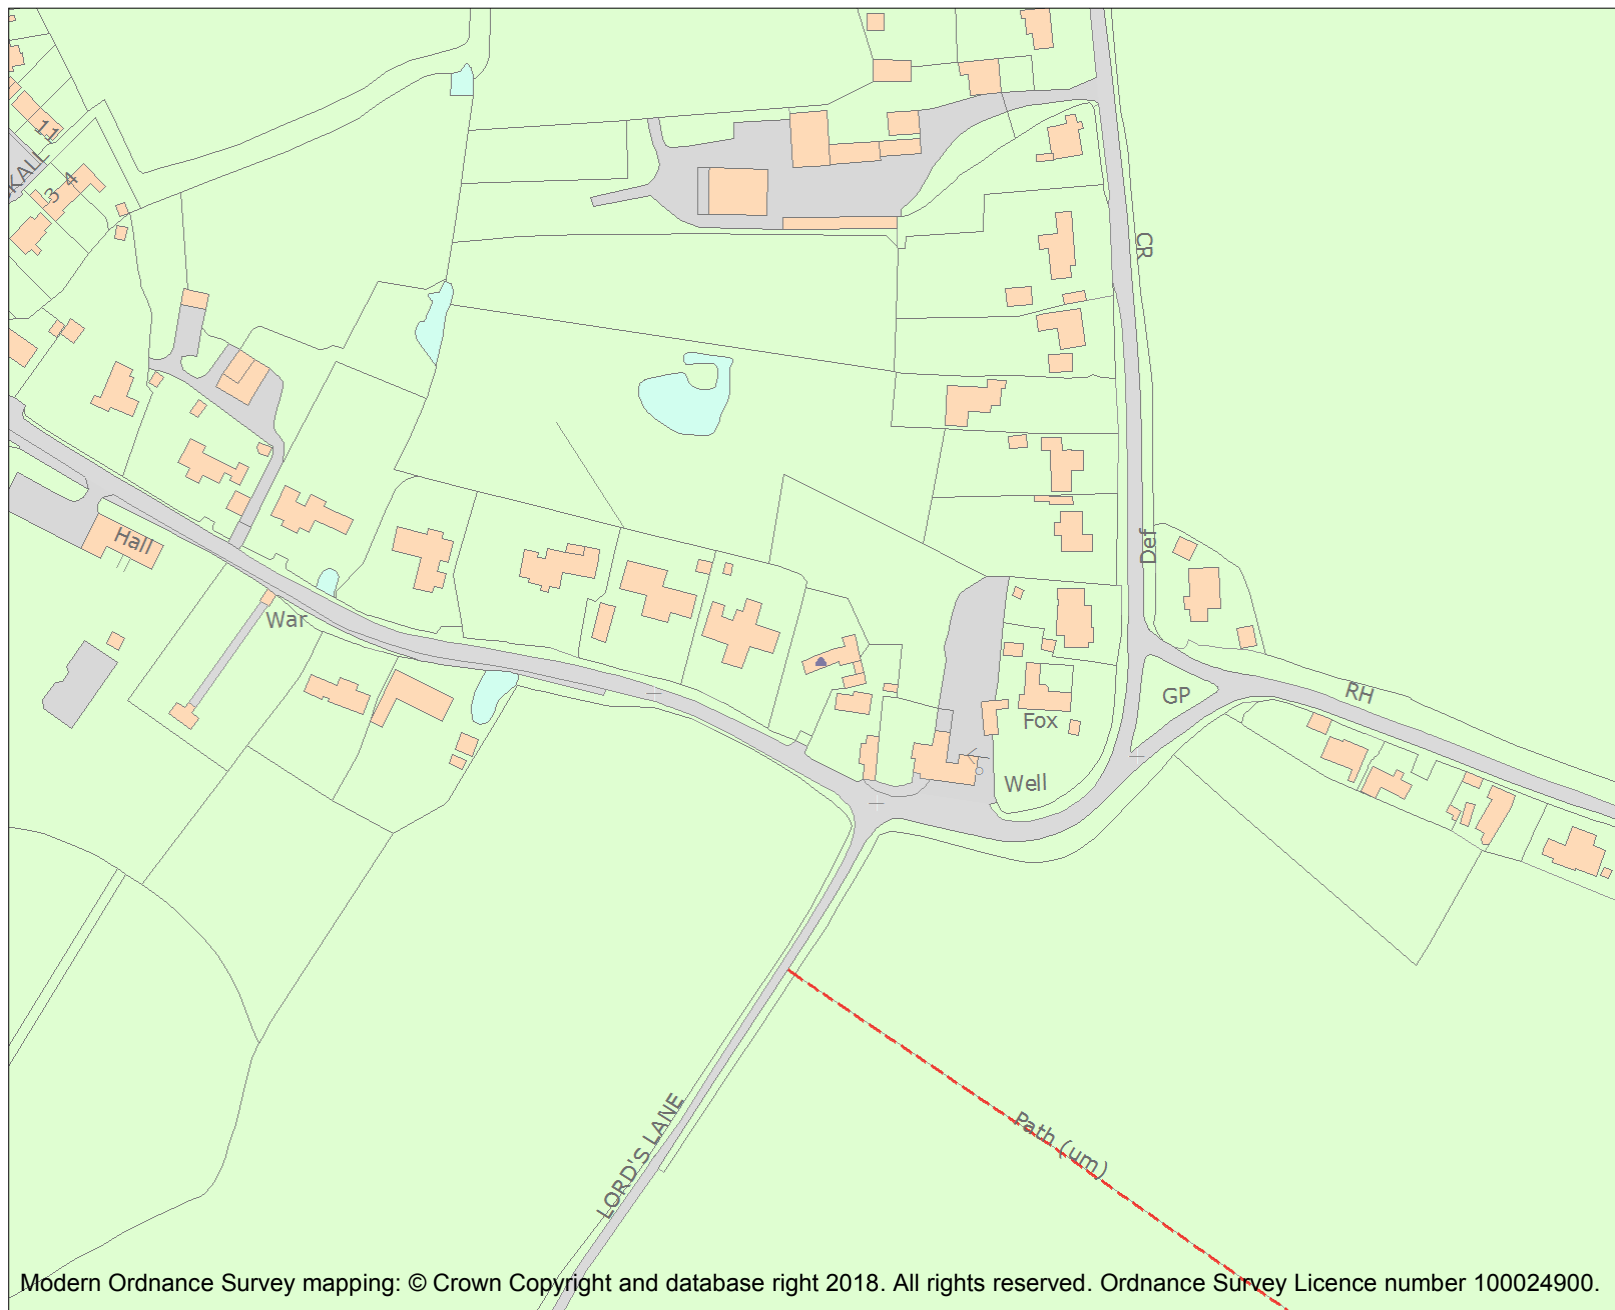 11
3 4
KALL
CR
Hall
War
Def
GP
RH
Fox
Well
LORD'S LANE
Path (um)
Modern Ordnance Survey mapping: © Crown Copyright and database right 2018. All rights reserved. Ordnance Survey Licence number 100024900.